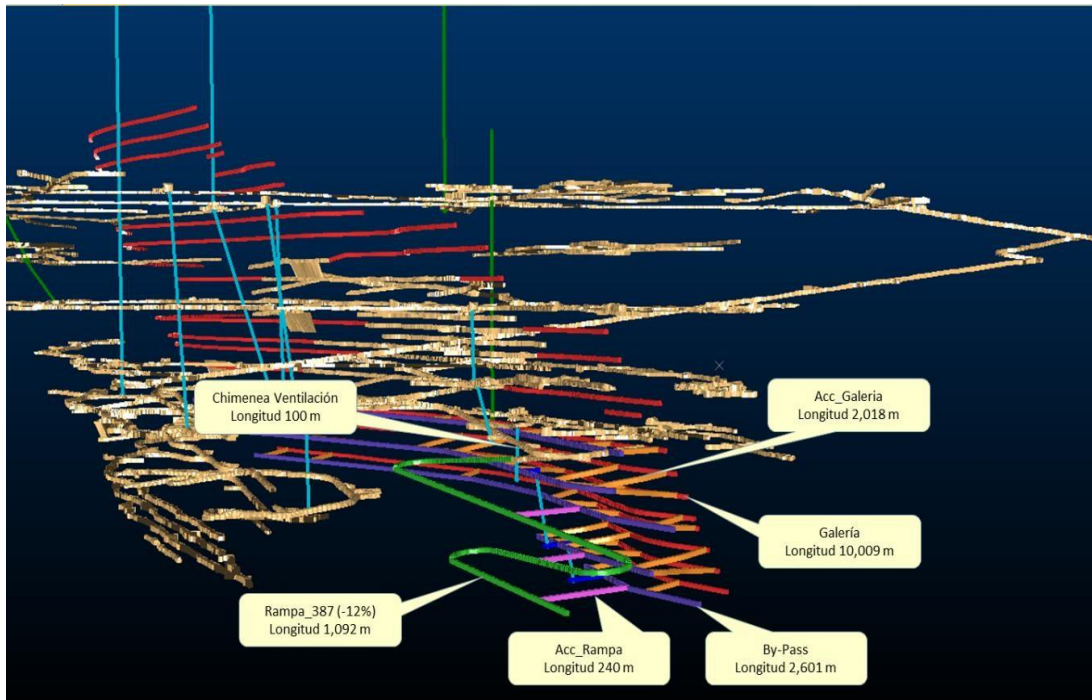 Chimenea Ventilación
Longitud 100 m
Acc_Galeria
Longitud 2,018 m
Galería
Longitud 10,009 m
Rampa_387 (-12%)
Longitud 1,092 m
Acc_Rampa
Longitud 240 m
By-Pass
Longitud 2,601 m